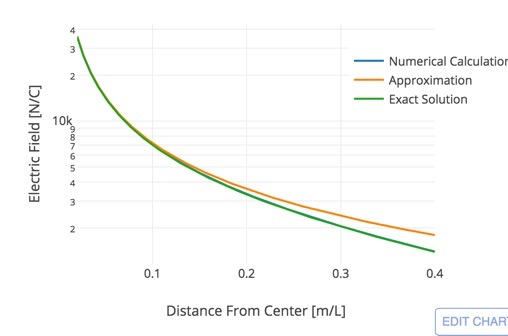 4
3
2
10k
9
8
7
6
5
4
3
2
Electric Field [N/C]
Numerical Calculation
Approximation
Exact Solution
0.1
0.2
0.3
0.4
Distance From Center [m/L]
EDIT CHART